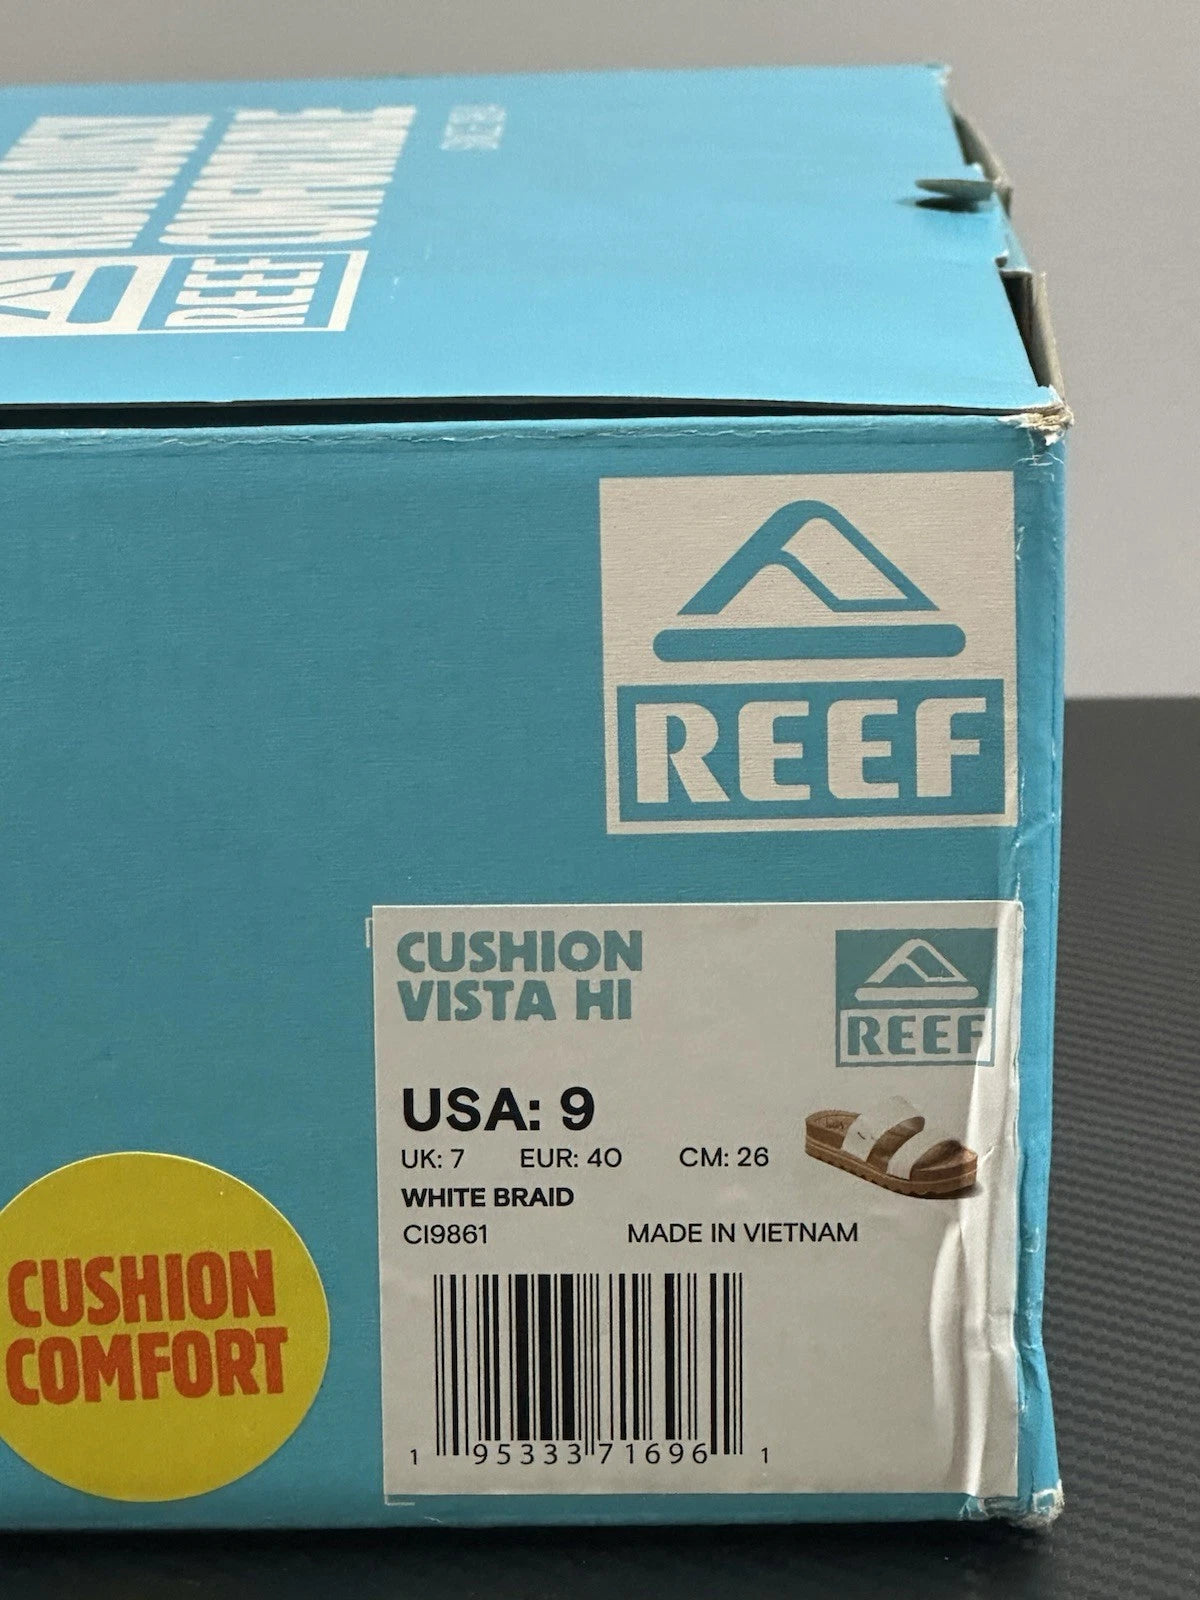 REEF
REEF
CUSHION
VISTA HI
REEF
USA: 9
UK: 7 EUR: 40 CM: 26
WHITE BRAID
CI9861 MADE IN VIETNAM
1 95333 71696 1
CUSHION
COMFORT